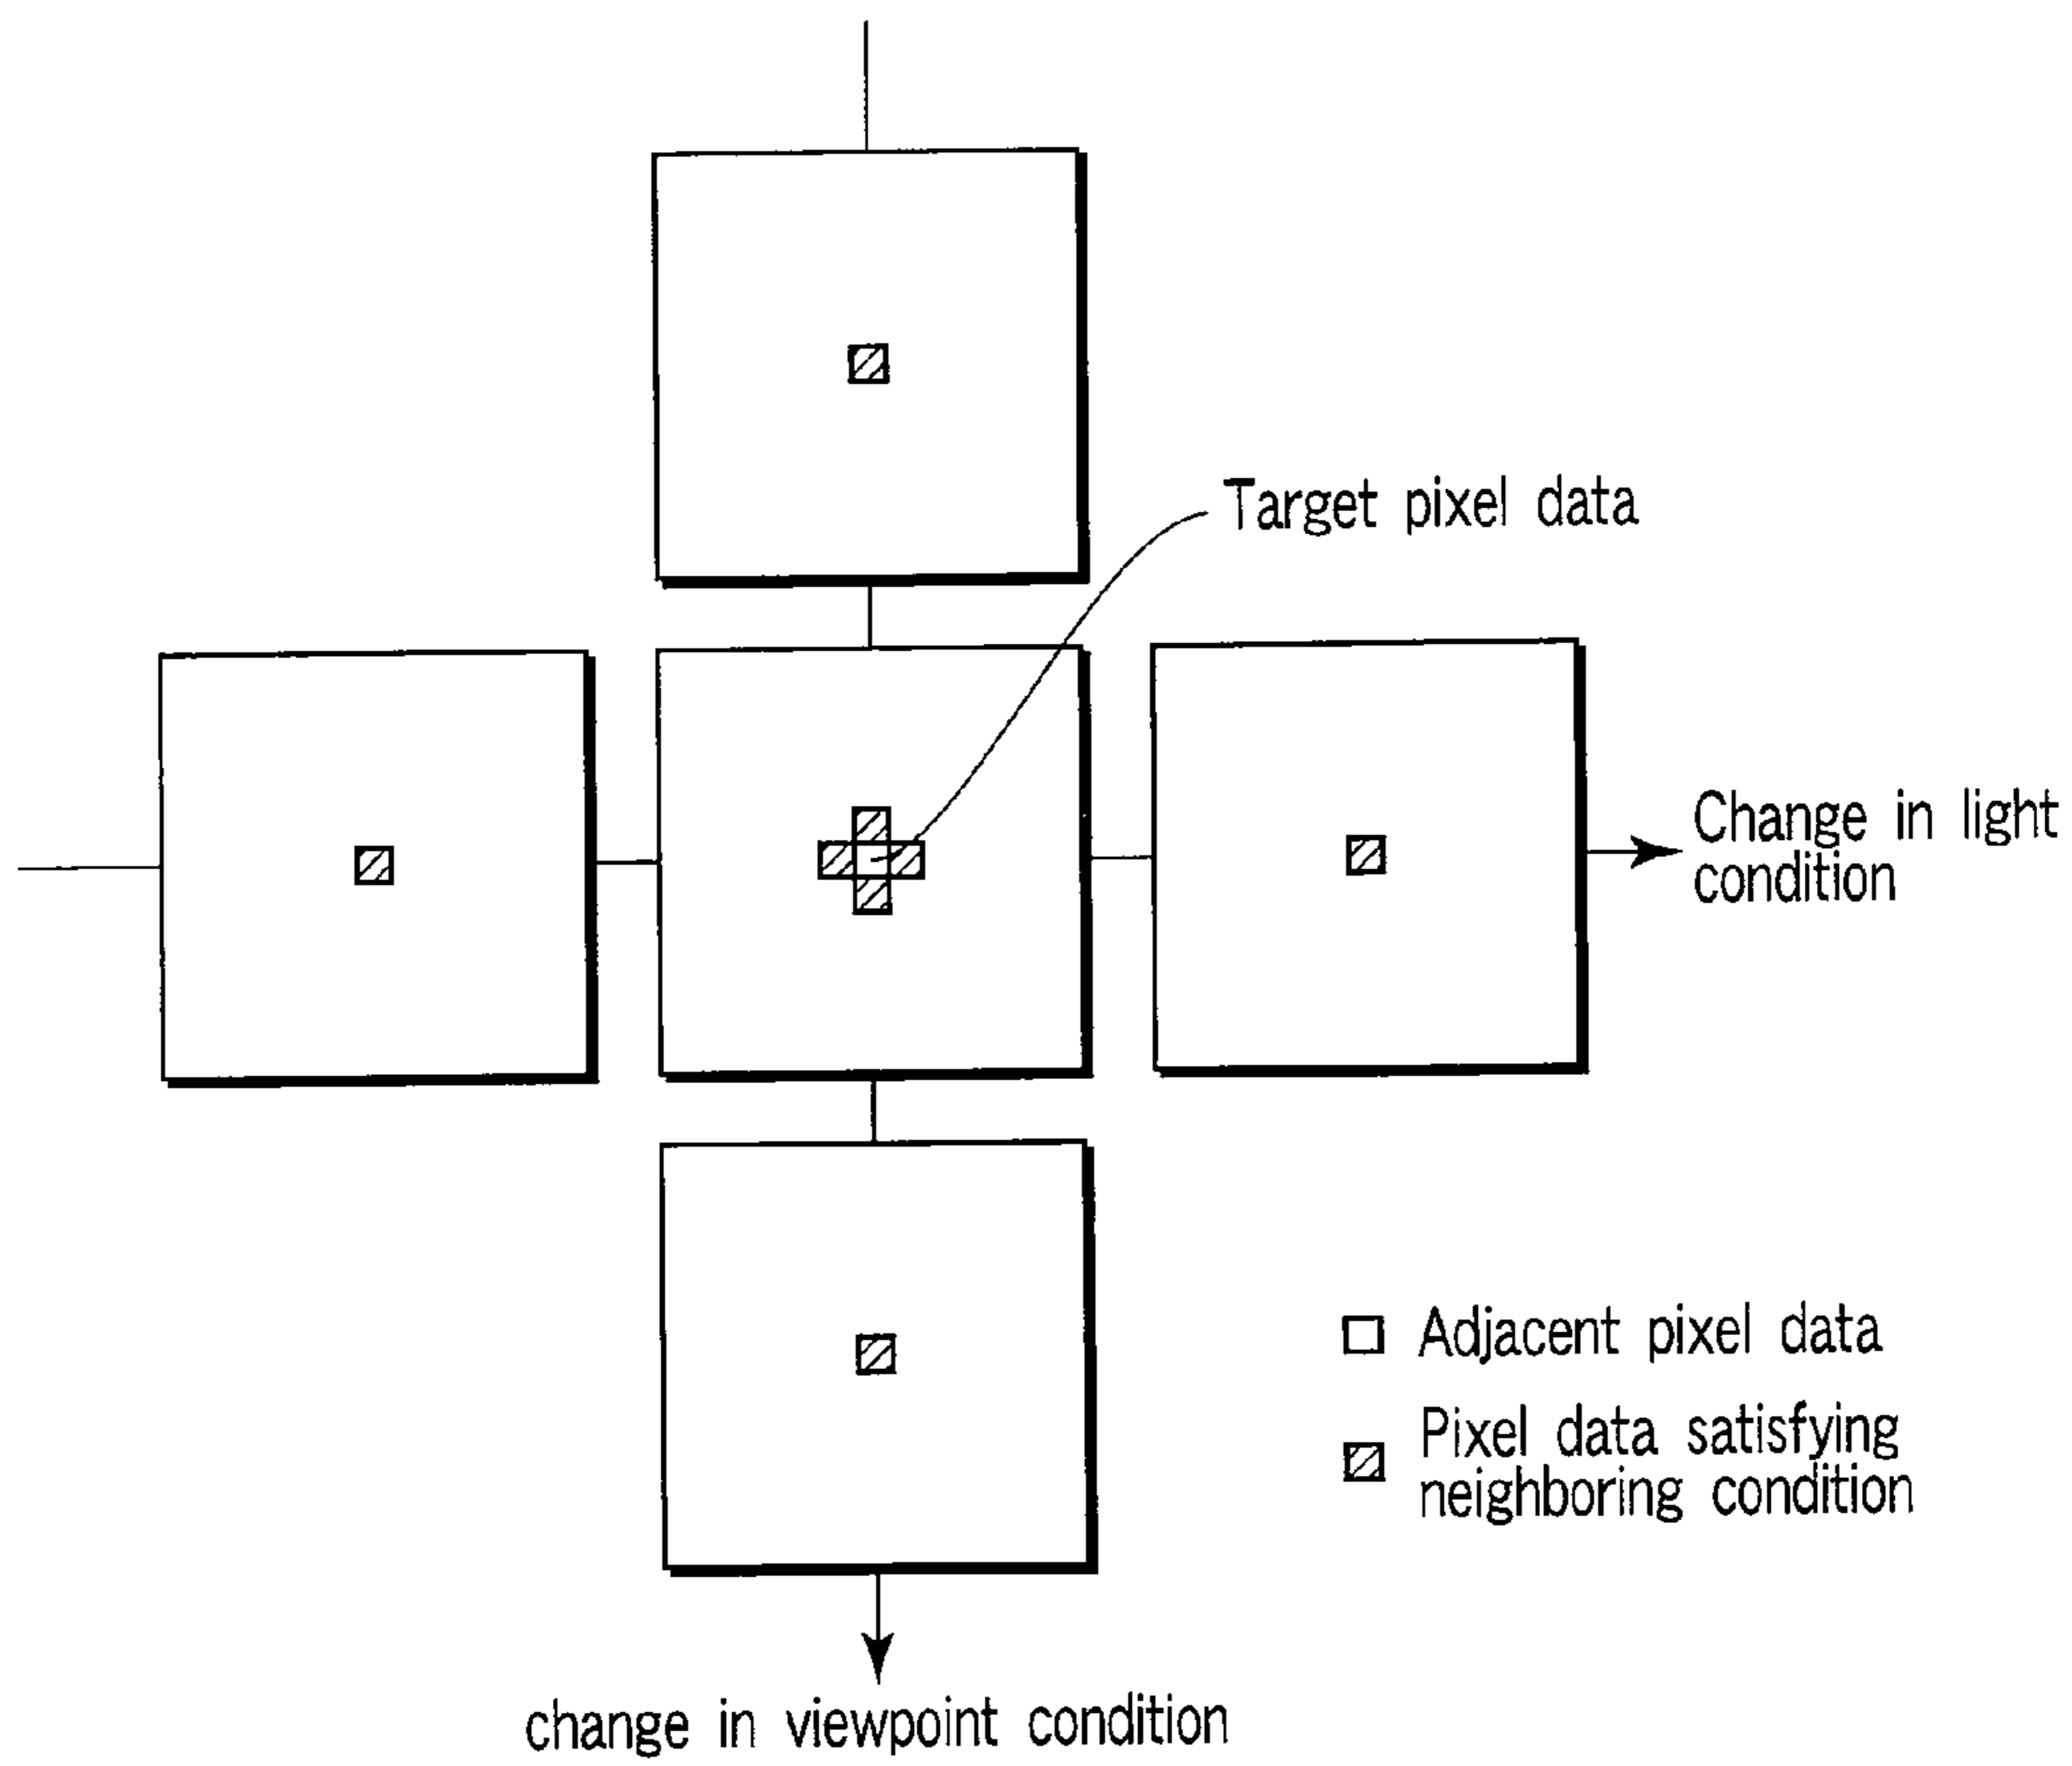 Target pixel data
Change in light
condition
Adjacent pixel data
Pixel data satisfying
neighboring condition
change in viewpoint condition